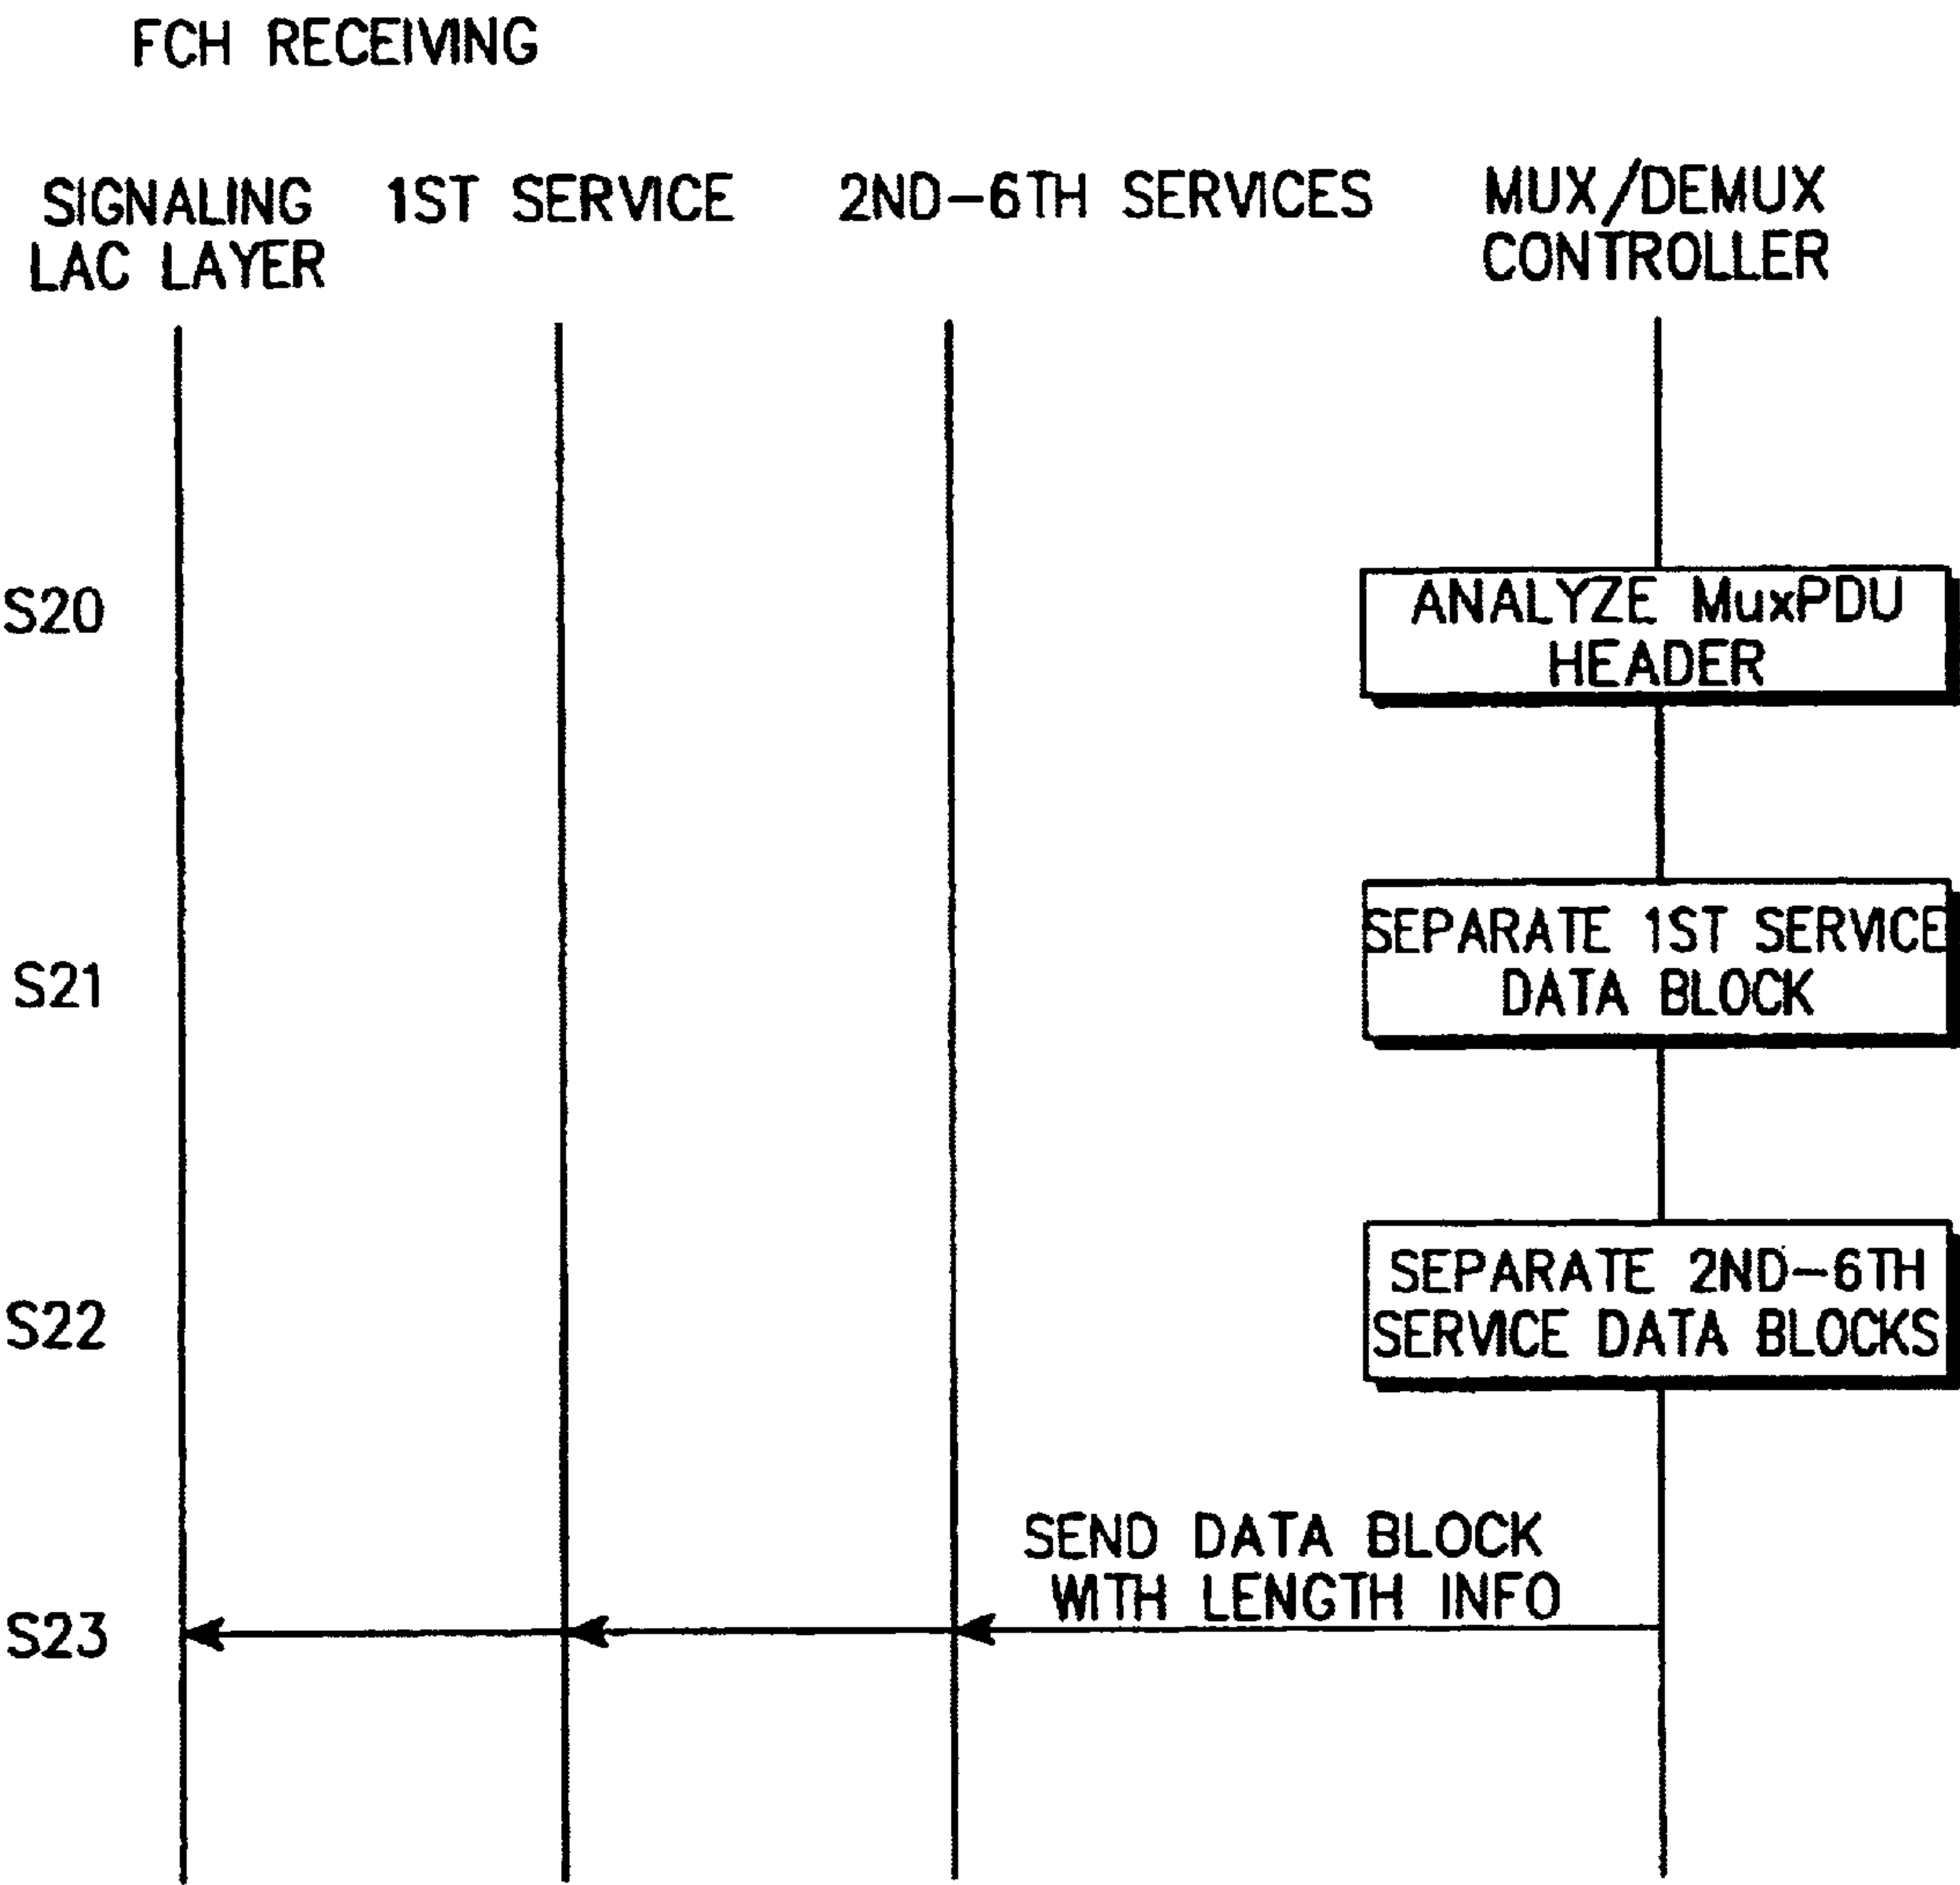 FCH RECEIVING
SIGNALING
LAC LAYER
1ST SERVICE
2ND-6TH SERVICES
MUX/DEMUX
CONTROLLER
S20
ANALYZE MuxPDU
HEADER
S21
SEPARATE 1ST SERVICE
DATA BLOCK
S22
SEPARATE 2ND-6TH
SERVICE DATA BLOCKS
S23
SEND DATA BLOCK
WITH LENGTH INFO